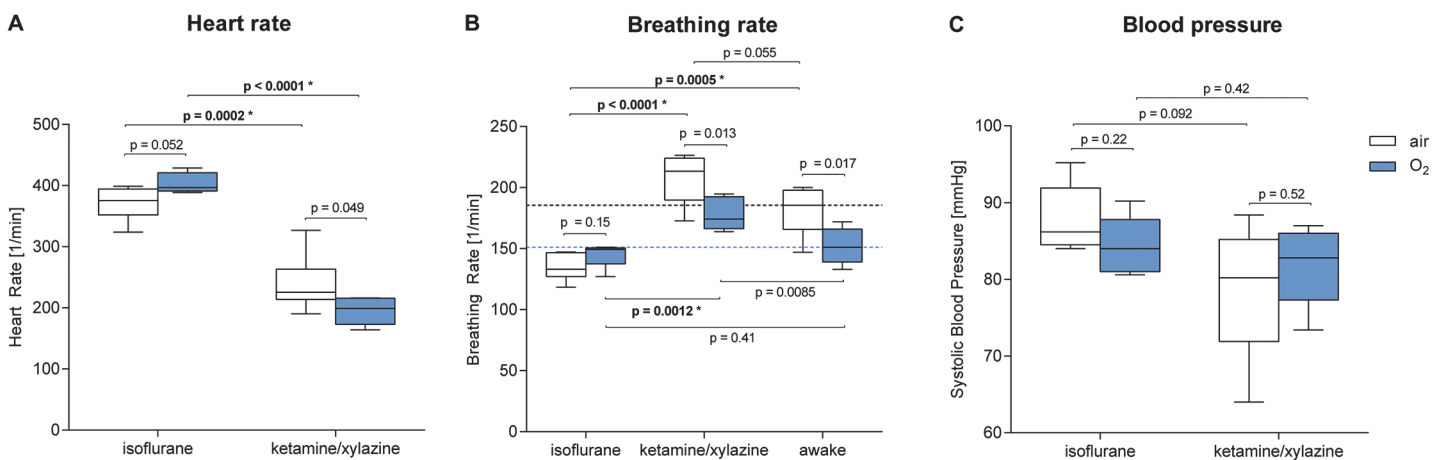 A
Heart rate
p < 0.0001 *
p = 0.0002 *
p = 0.052
p = 0.049
500
400
300
200
100
0
Heart Rate [1/min]
isoflurane
ketamine/xylazine
B
Breathing rate
p = 0.055
p = 0.0005 *
p < 0.0001 *
p = 0.013
p = 0.017
p = 0.15
p = 0.0085
p = 0.0012 *
p = 0.41
250
200
150
100
50
0
Breathing Rate [1/min]
isoflurane
ketamine/xylazine
awake
C
Blood pressure
p = 0.42
p = 0.092
p = 0.22
p = 0.52
100
90
80
70
60
Systolic Blood Pressure [mmHg]
isoflurane
ketamine/xylazine
air
O₂